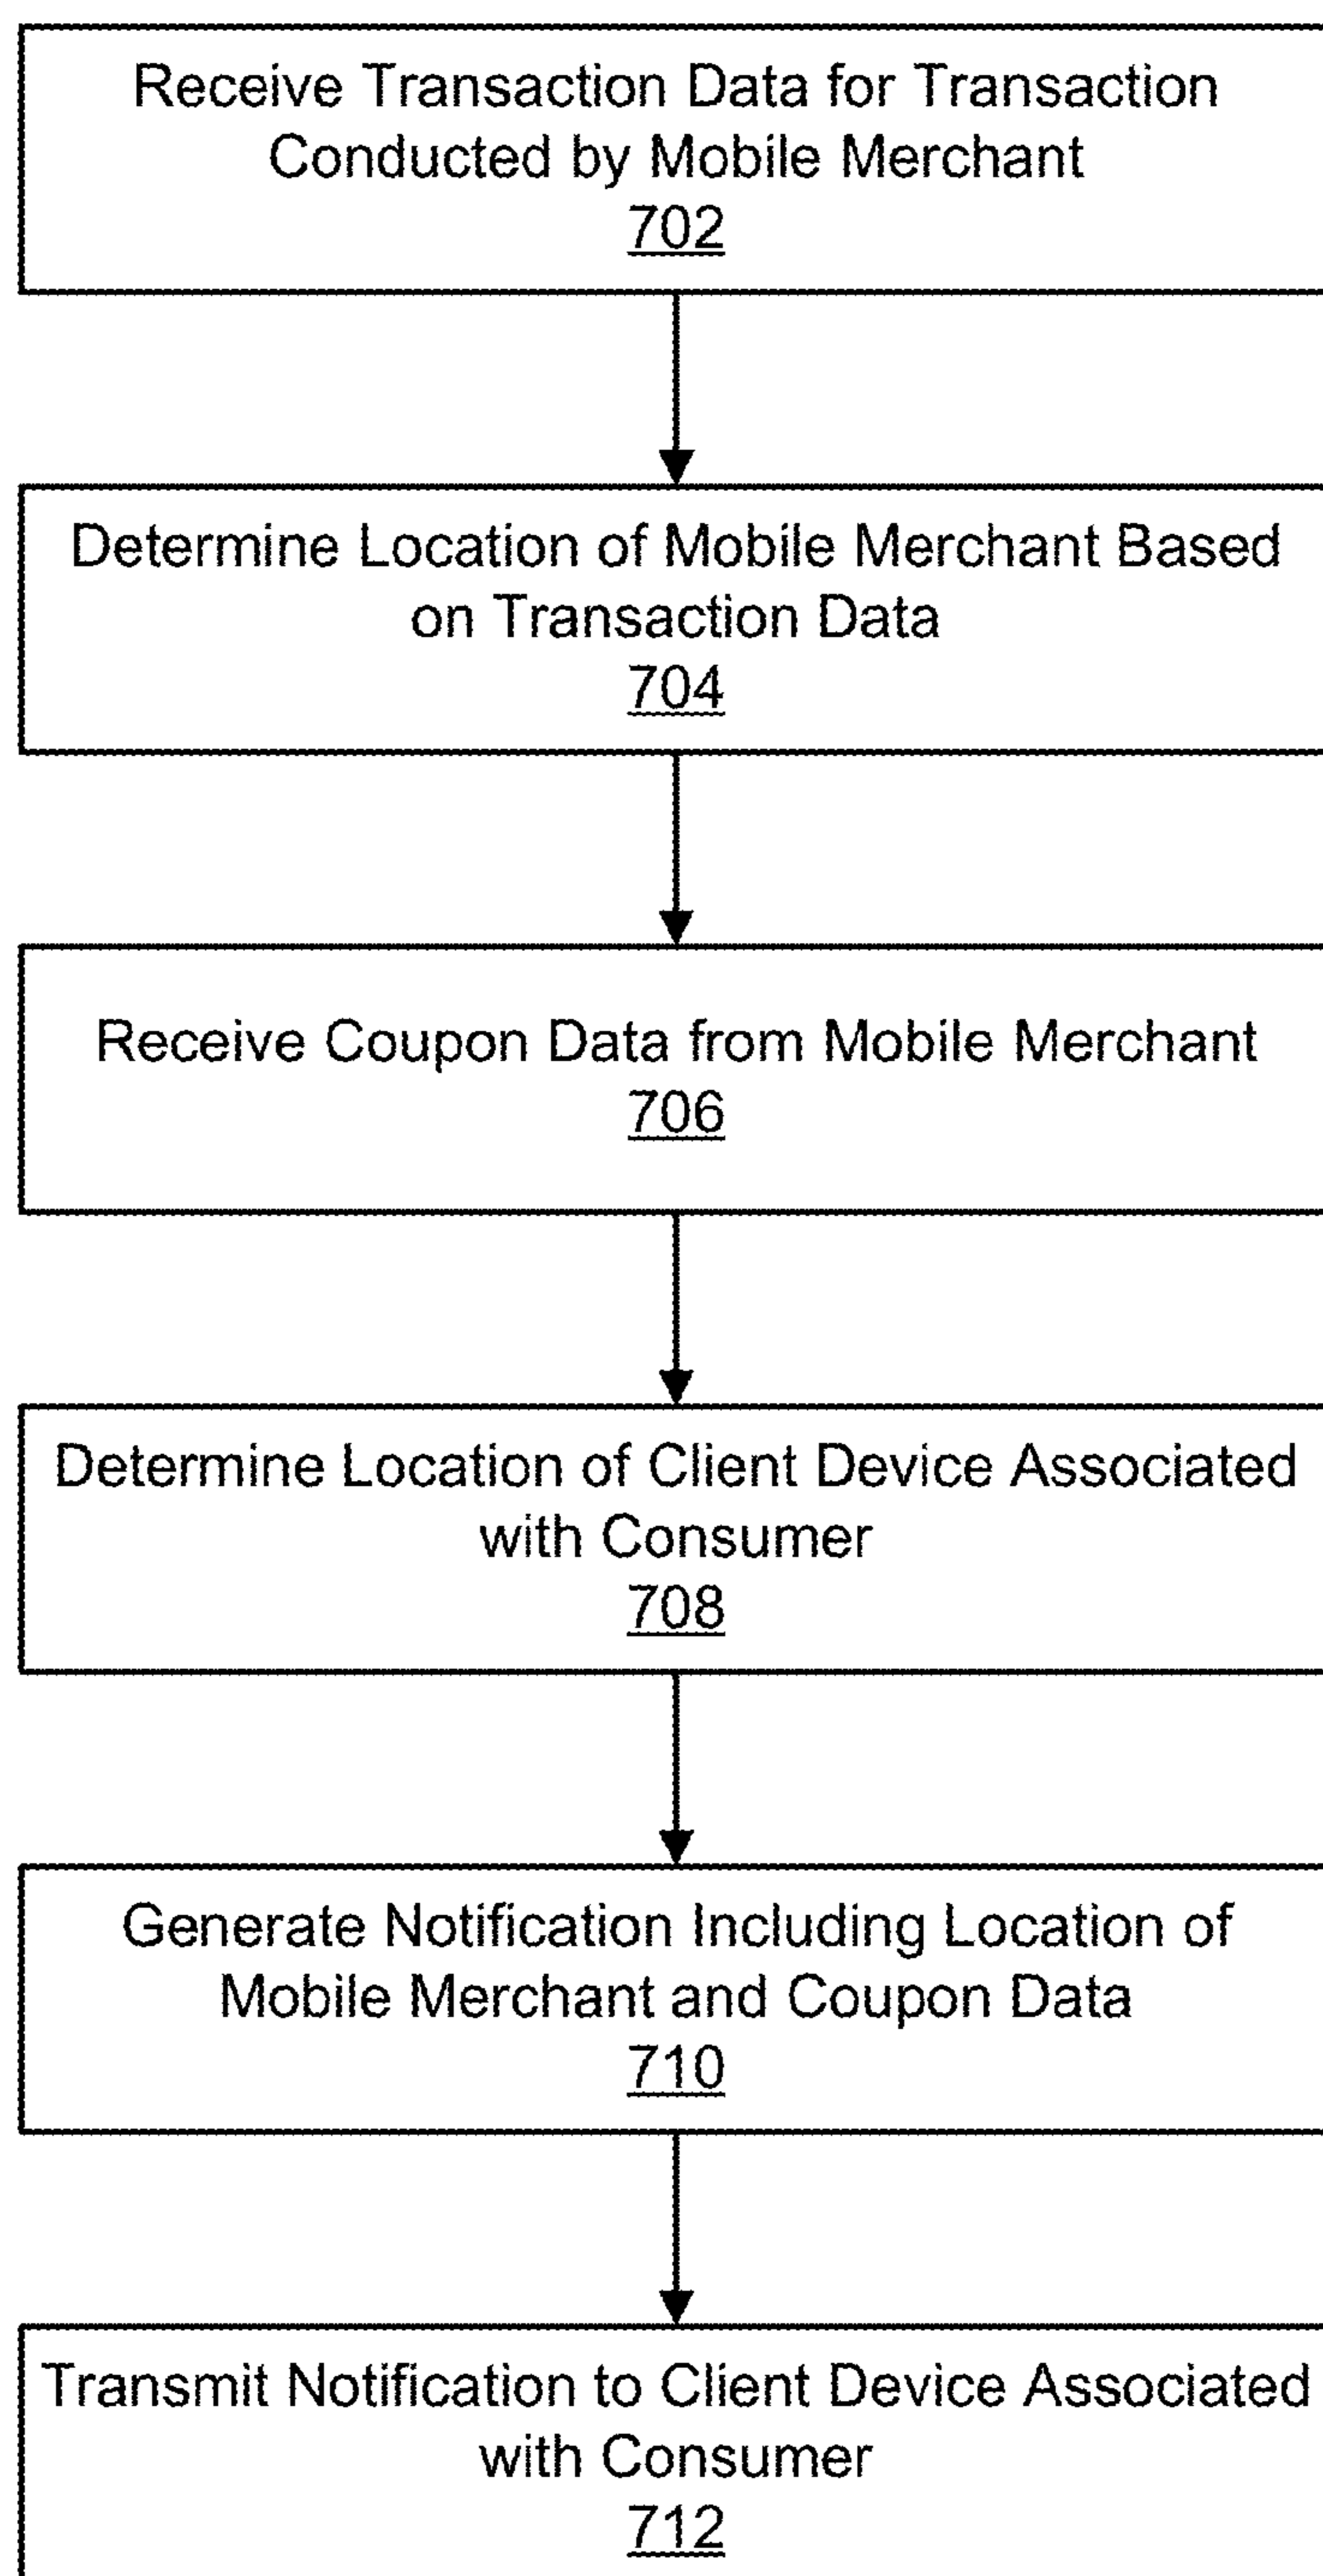 Receive Transaction Data for Transaction
Conducted by Mobile Merchant
702
Determine Location of Mobile Merchant Based
on Transaction Data
704
Receive Coupon Data from Mobile Merchant
706
Determine Location of Client Device Associated
with Consumer
708
Generate Notification Including Location of
Mobile Merchant and Coupon Data
710
Transmit Notification to Client Device Associated
with Consumer
712